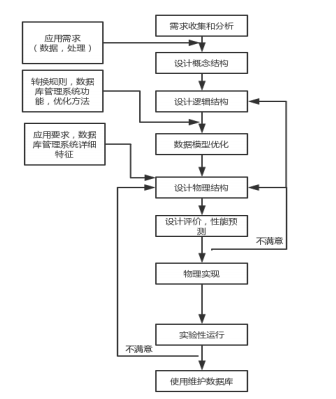 需求收集和分析
应用需求
（数据，处理）
设计概念结构
转换规则，数据
库管理系统功
能，优化方法
设计逻辑结构
数据模型优化
应用要求，数据
库管理系统详细
特征
设计物理结构
设计评价，性能预
测
不满意
物理实现
实验性运行
不满意
使用维护数据库